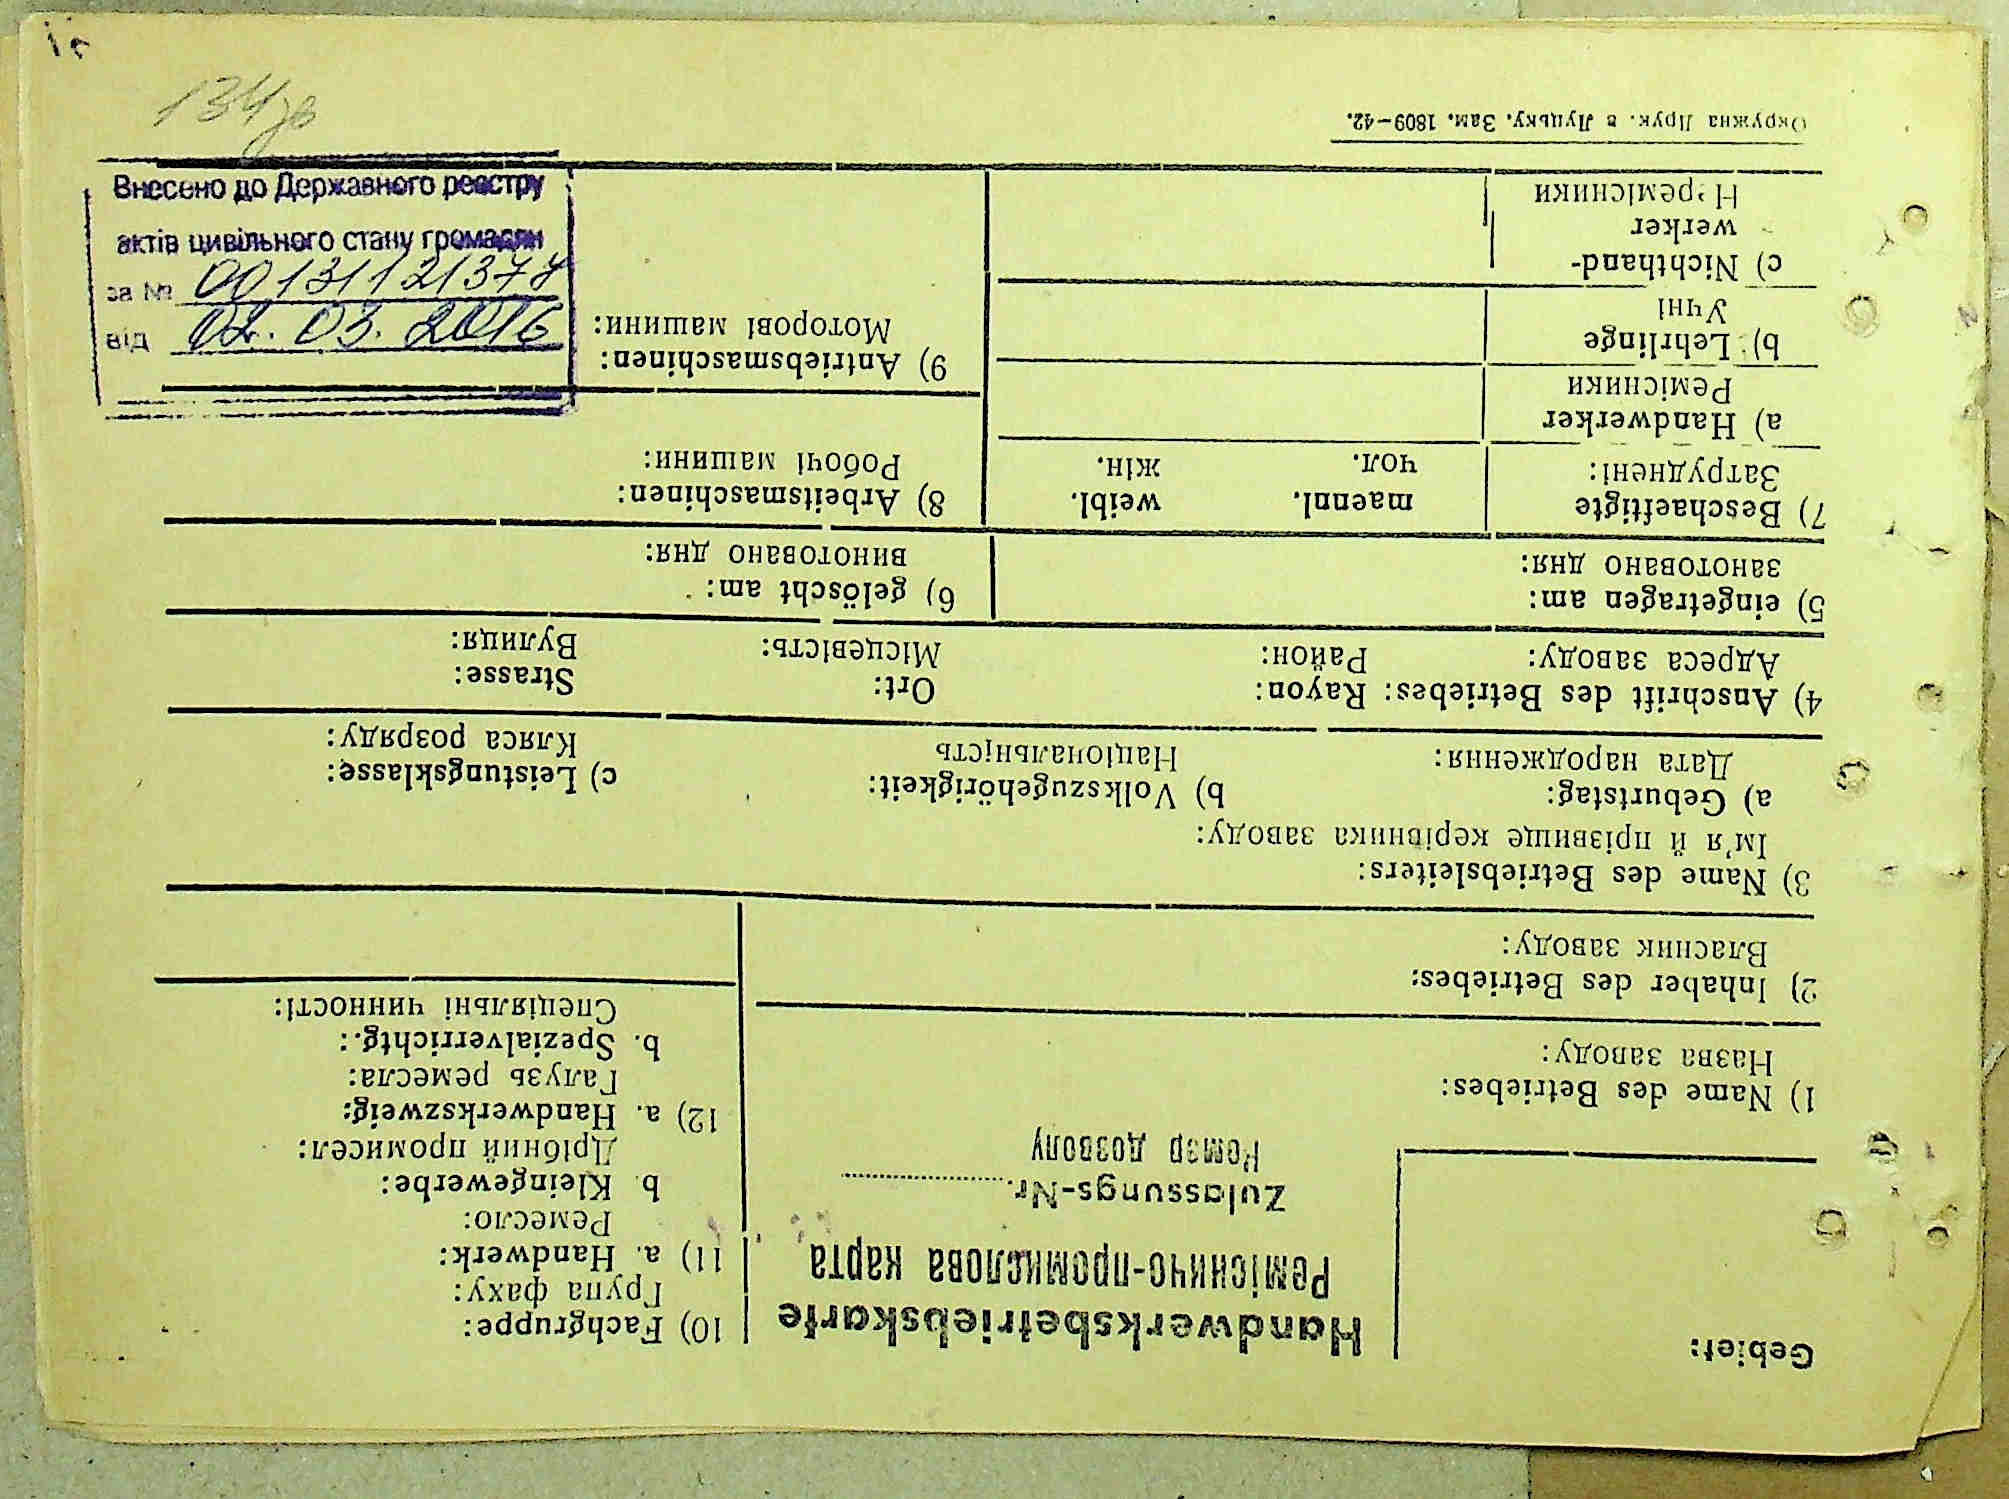 134 зв
Внесено до Державного реєстру
актів цивільного стану громадян
за № 00131121377
від 02.03.2016
Gebiet:
Handwerksbetriebskarte
Ремісничо-промислова карта
Zulassungs-Nr.
Номер дозволу
10) Fachgruppe:
Група фаху:
11) a. Handwerk:
Ремесло:
b. Kleingewerbe:
Дрібний промисел:
12) a. Handwerkszweig:
Галузь ремесла:
b. Spezialverrichtg.:
Спеціяльні чинності:
1) Name des Betriebes:
Назва заводу:
2) Inhaber des Betriebes:
Власник заводу:
3) Name des Betriebsleiters:
Ім'я й прізвище керівника заводу:
a) Geburtstag: b) Volkszugehörigkeit: c) Leistungsklasse:
Дата народження: Національність Кляса розряду:
4) Anschrift des Betriebes: Rayon: Ort: Strasse:
Адреса заводу: Район: Місцевість: Вулиця:
5) eingetragen am: 6) gelöscht am:
занотовано дня: винотовано дня:
7) Beschaeftigte maennl. weibl.
Затруднені: чол. жін.
a) Handwerker
Ремісники
b) Lehrlinge
Учні
c) Nichthand-
werker
Неремісники
8) Arbeitsmaschinen:
Робочі машини:
9) Antriebsmaschinen:
Моторові машини:
Окружна Друк. в Луцьку. Зам. 1809—42.